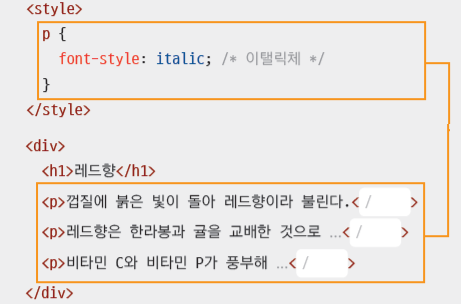 <style>
p {
font-style: italic; /* 이탤릭체 */
}
</style>
<div>
<h1>레드향</h1>
<p>껍질에 붉은 빛이 돌아 레드향이라 불린다.</ >
<p>레드향은 한라봉과 귤을 교배한 것으로 …</ >
<p>비타민 C와 비타민 P가 풍부해 …</ >
</div>